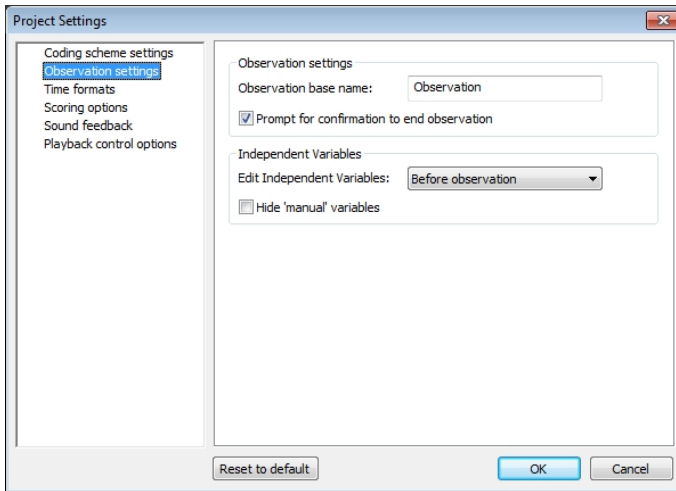 Project Settings
Coding scheme settings
Observation settings
Time formats
Scoring options
Sound feedback
Playback control options
Observation settings
Observation base name: Observation
Prompt for confirmation to end observation
Independent Variables
Edit Independent Variables: Before observation
Hide 'manual' variables
Reset to default OK Cancel